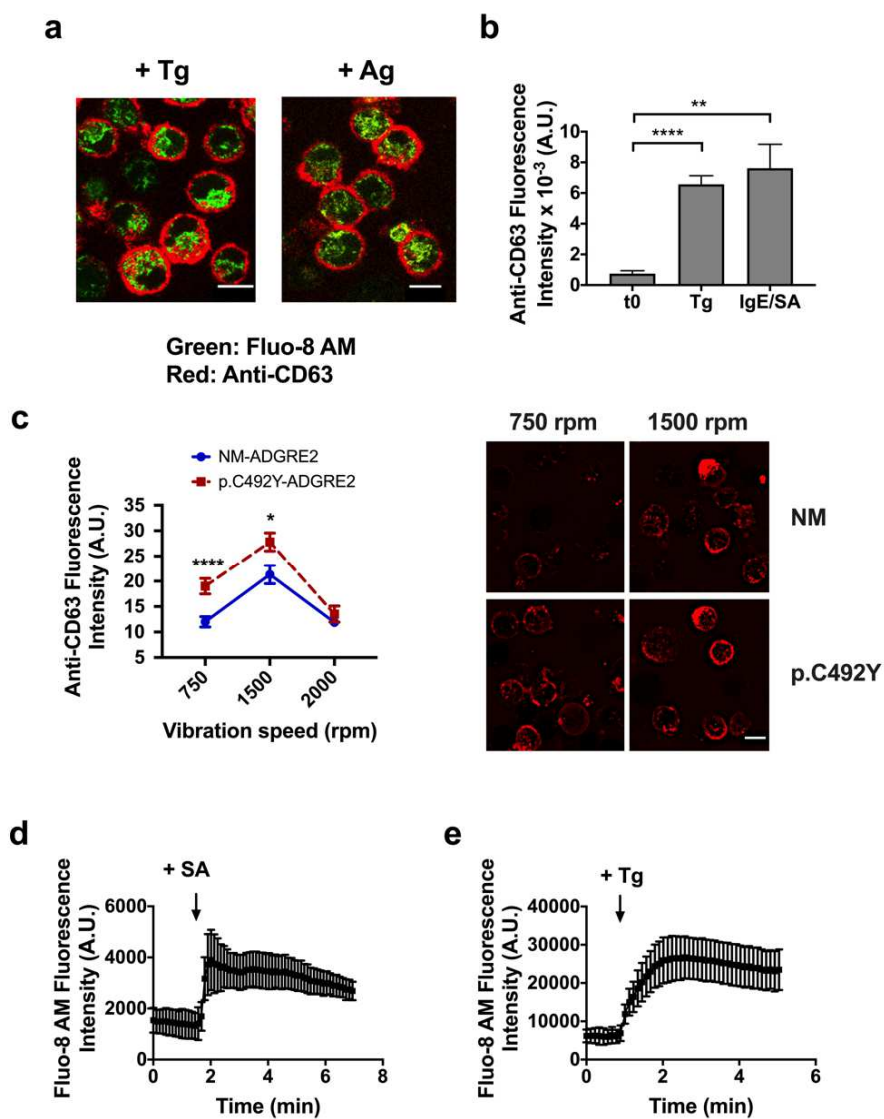 a
+ Tg
+ Ag
Green: Fluo-8 AM
Red: Anti-CD63
b
Anti-CD63 Fluorescence
Intensity x 10⁻³ (A.U.)
**
****
10
8
6
4
2
0
t0
Tg
IgE/SA
c
NM-ADGRE2
p.C492Y-ADGRE2
Anti-CD63 Fluorescence
Intensity (A.U.)
35
30
25
20
15
10
5
****
*
750
1500
2000
Vibration speed (rpm)
750 rpm
1500 rpm
NM
p.C492Y
d
+ SA
Fluo-8 AM Fluorescence
Intensity (A.U.)
6000
4000
2000
0
0
2
4
6
8
Time (min)
e
+ Tg
Fluo-8 AM Fluorescence
Intensity (A.U.)
40000
30000
20000
10000
0
0
2
4
6
Time (min)